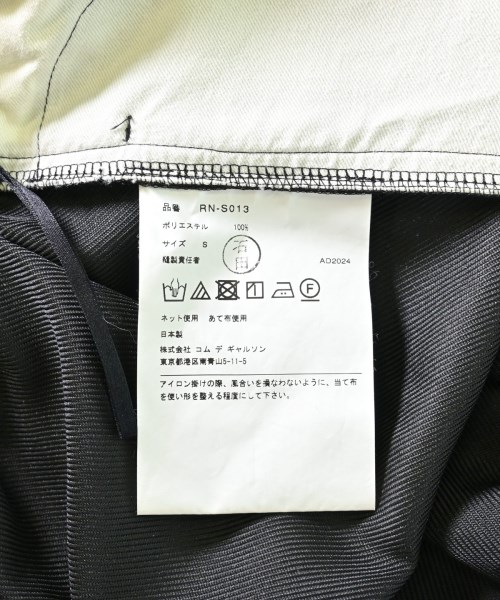 品番 RN-S013
ポリエステル 100%
サイズ S
石田
縫製責任者 AD2024
F
ネット使用 あて布使用
日本製
株式会社 コム デ ギャルソン
東京都港区南青山5-11-5
アイロン掛けの際、風合いを損なわないように、当て布
を使い形を整える程度にして下さい。